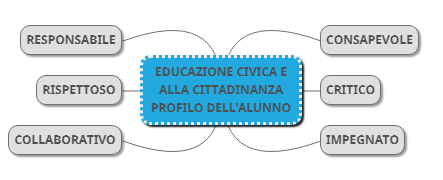 RESPONSABILE
RISPETTOSO
COLLABORATIVO
EDUCAZIONE CIVICA E
ALLA CITTADINANZA
PROFILO DELL'ALUNNO
CONSAPEVOLE
CRITICO
IMPEGNATO